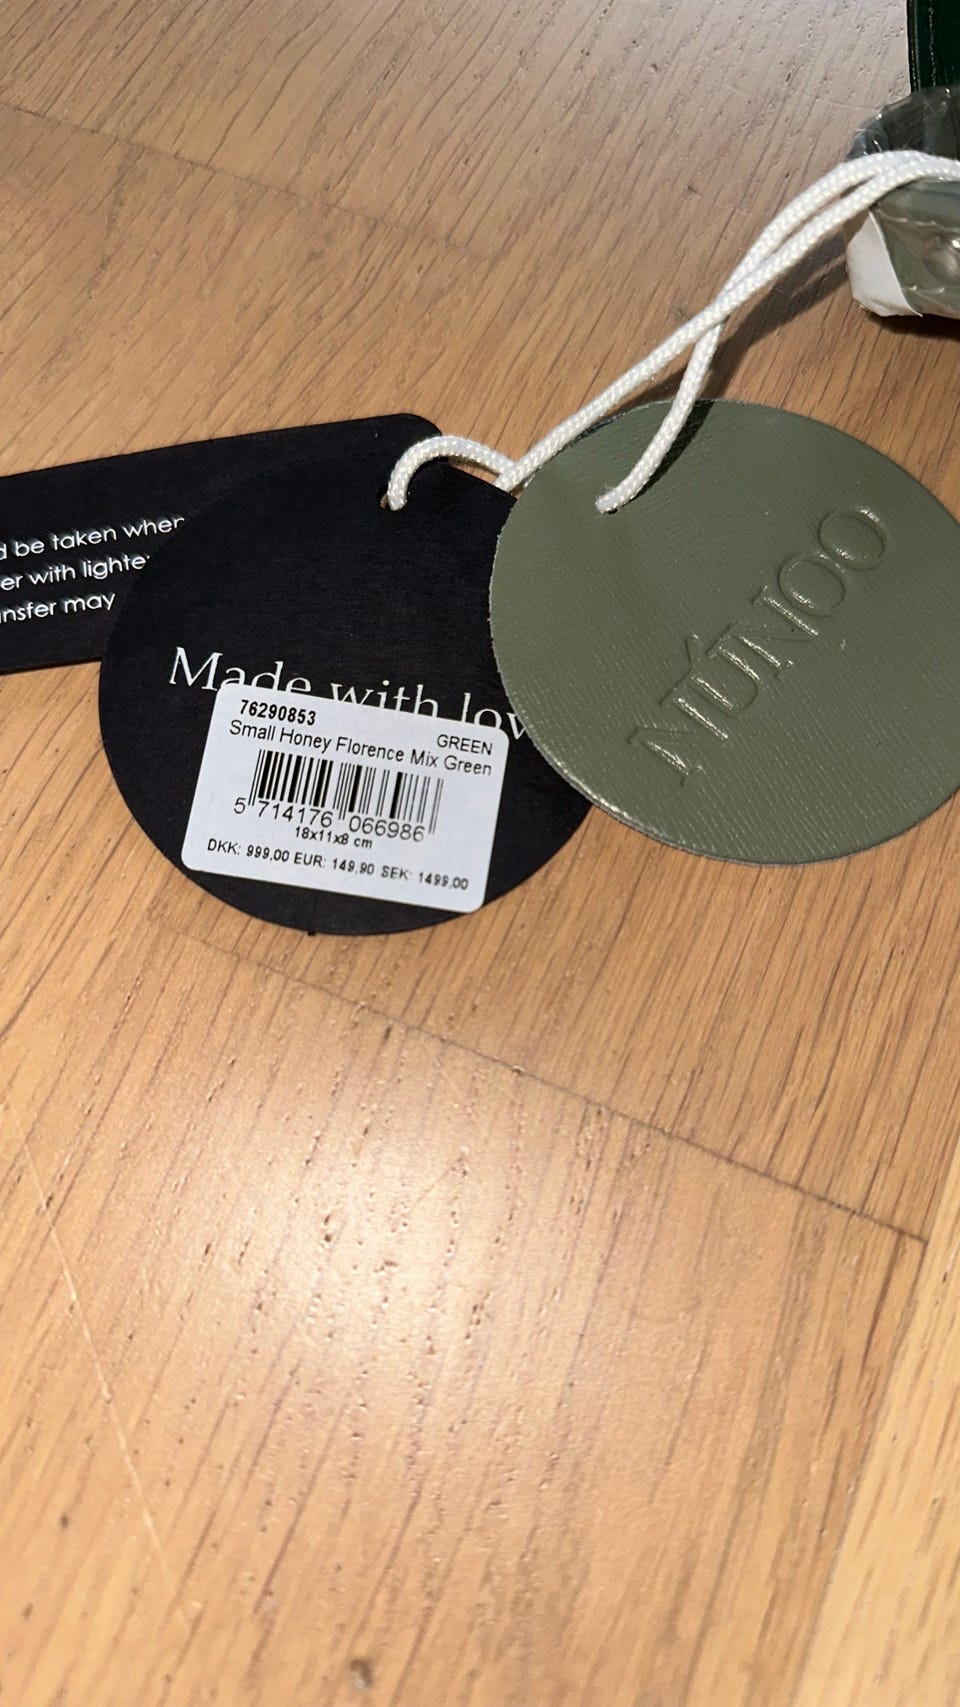 d be taken when
er with lighte
nsfer may
Made with lov
76290853
GREEN
Small Honey Florence Mix Green
5 714176 066986
18x11x8 cm
DKK: 999,00 EUR: 149,90 SEK: 1499,00
NÚNOO